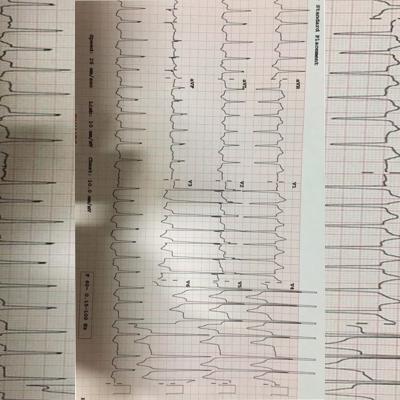 Standard Placement
aVR
V1
V4
aVL
V2
V5
aVF
V3
V6
Speed: 25 mm/sec Limb: 10 mm/mV Chest: 10.0 mm/mV
F 60~ 0.15-100 Hz